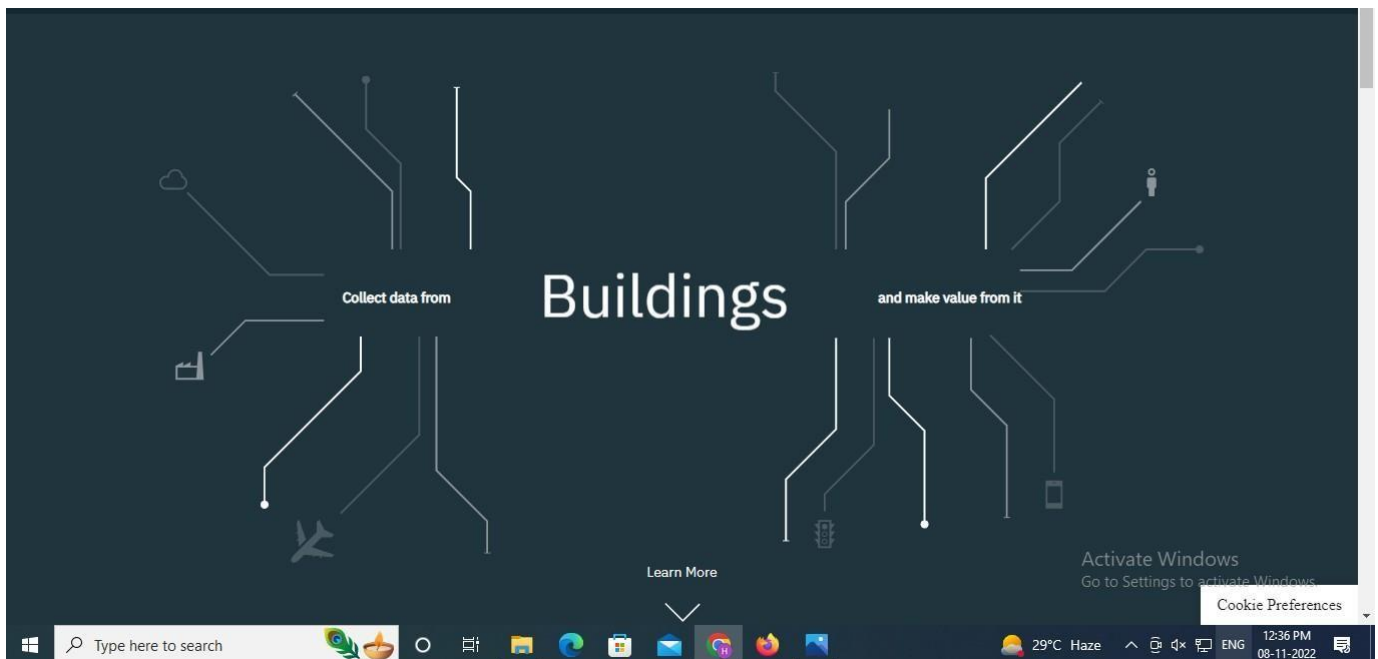 Collect data from
Buildings
and make value from it
Learn More
Activate Windows
Go to Settings to activate Windows.
Cookie Preferences
Type here to search
29°C Haze
ENG
12:36 PM
08-11-2022